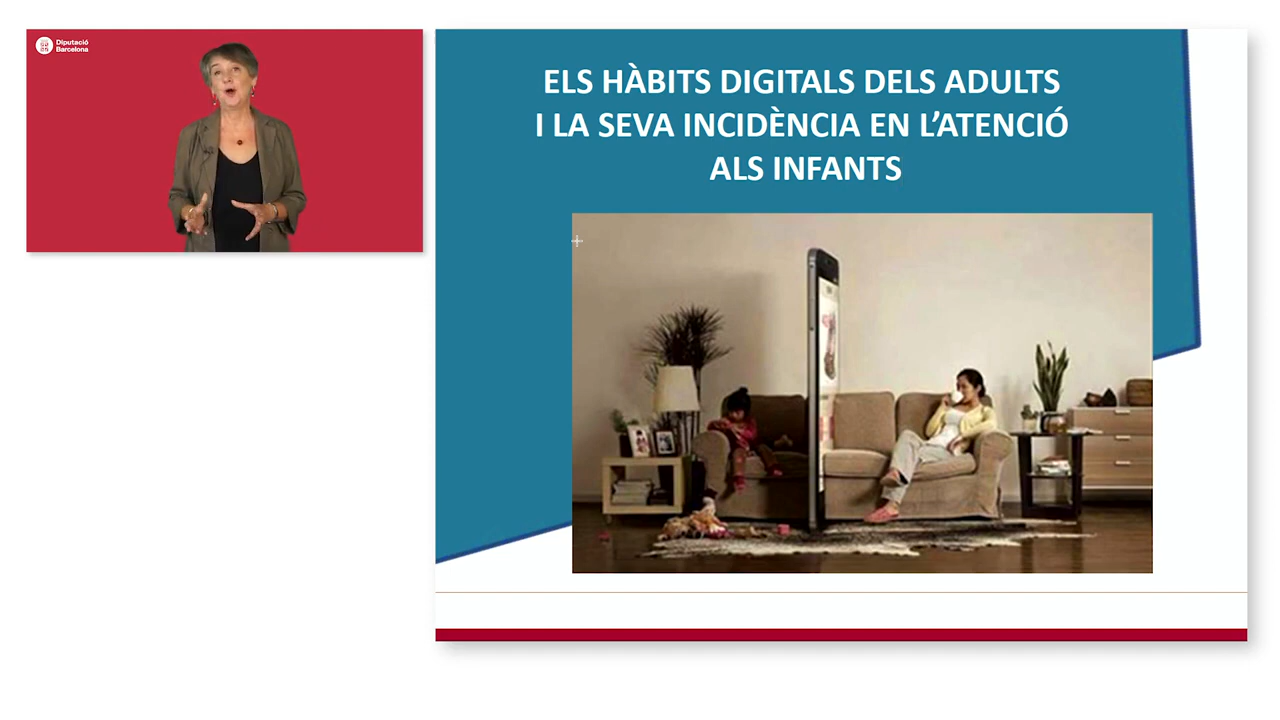 Diputació
Barcelona
ELS HÀBITS DIGITALS DELS ADULTS
I LA SEVA INCIDÈNCIA EN L’ATENCIÓ
ALS INFANTS